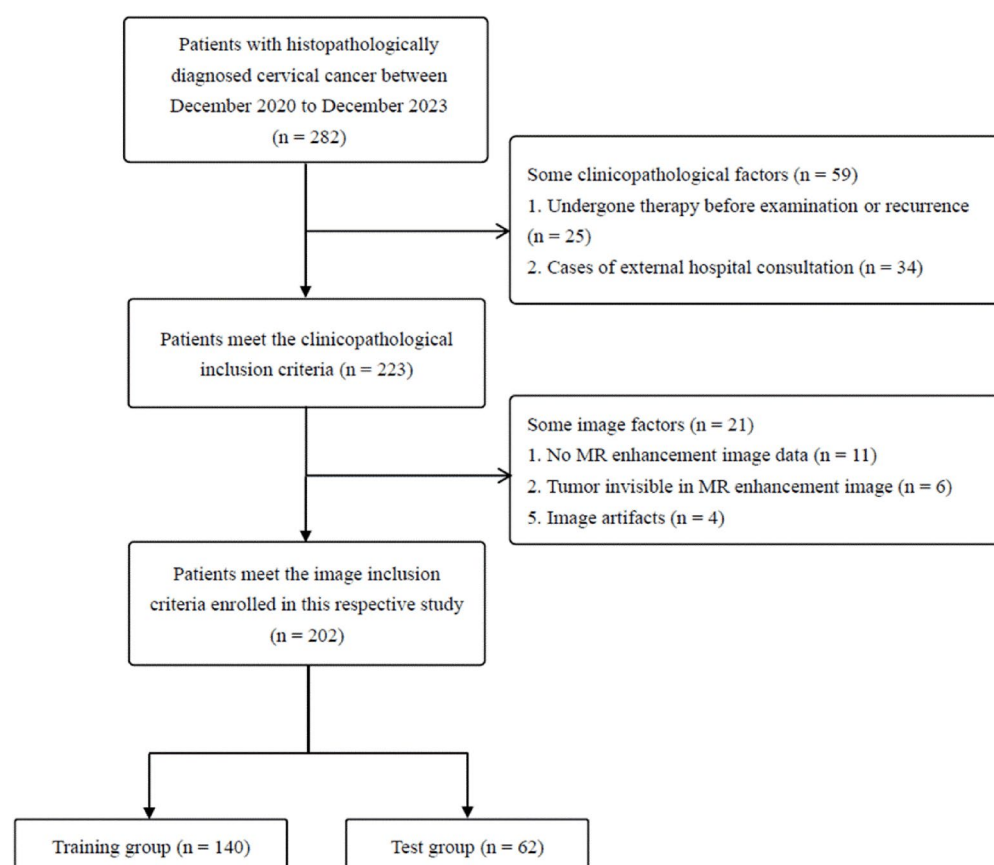 Patients with histopathologically
diagnosed cervical cancer between
December 2020 to December 2023
(n = 282)
Some clinicopathological factors (n = 59)
1. Undergone therapy before examination or recurrence
(n = 25)
2. Cases of external hospital consultation (n = 34)
Patients meet the clinicopathological
inclusion criteria (n = 223)
Some image factors (n = 21)
1. No MR enhancement image data (n = 11)
2. Tumor invisible in MR enhancement image (n = 6)
5. Image artifacts (n = 4)
Patients meet the image inclusion
criteria enrolled in this respective study
(n = 202)
Training group (n = 140)
Test group (n = 62)